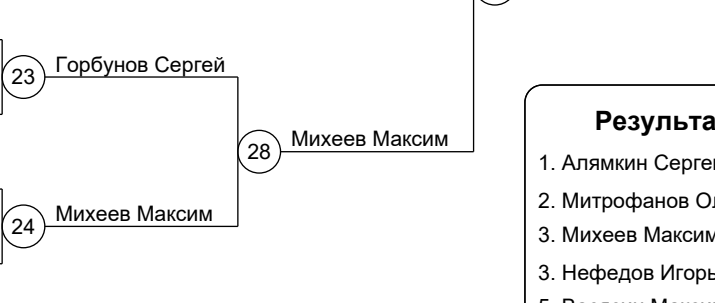 23
Горбунов Сергей
28
Михеев Максим
24
Михеев Максим
1. Алямкин
2. Митрофанов
3. Михеев Максим
3. Нефедов Игорь